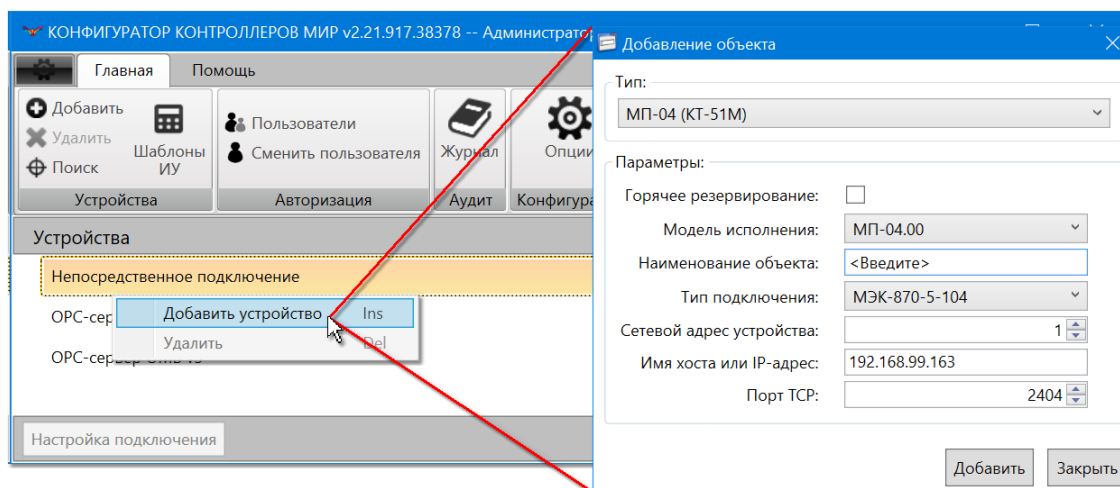 КОНФИГУРАТОР КОНТРОЛЛЕРОВ МИР v2.21.917.38378 -- Администратор
Главная Помощь
Добавить
Удалить
Поиск
Шаблоны
ИУ
Устройства
Пользователи
Сменить пользователя
Авторизация
Журнал
Аудит
Опции
Конфигура
Устройства
Непосредственное подключение
OPC-сер
Добавить устройство Ins
Удалить Del
OPC-сервер
Настройка подключения
Добавление объекта
Тип:
МП-04 (КТ-51М)
Параметры:
Горячее резервирование:
Модель исполнения: МП-04.00
Наименование объекта: <Введите>
Тип подключения: МЭК-870-5-104
Сетевой адрес устройства: 1
Имя хоста или IP-адрес: 192.168.99.163
Порт TCP: 2404
Добавить Закрыть